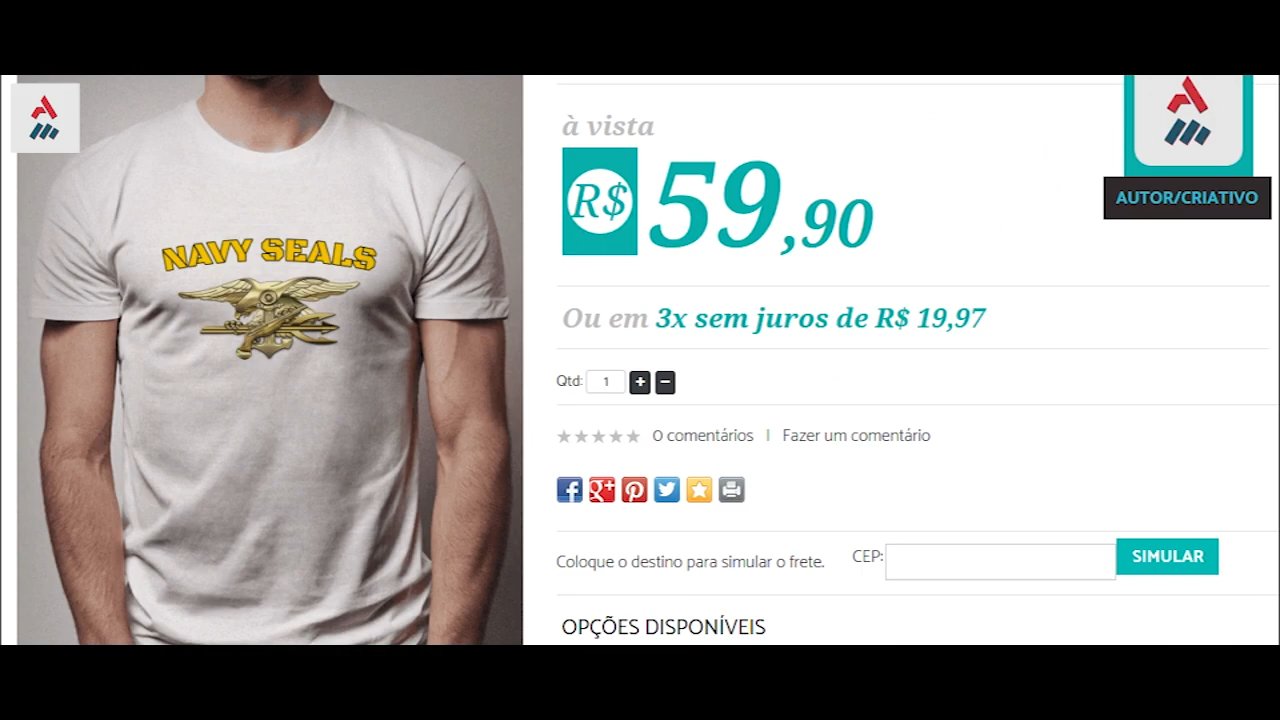 NAVY SEALS
à vista
R$ 59,90
AUTOR/CRIATIVO
Ou em 3x sem juros de R$ 19,97
Qtd: 1 + −
0 comentários | Fazer um comentário
Coloque o destino para simular o frete. CEP: SIMULAR
OPÇÕES DISPONÍVEIS